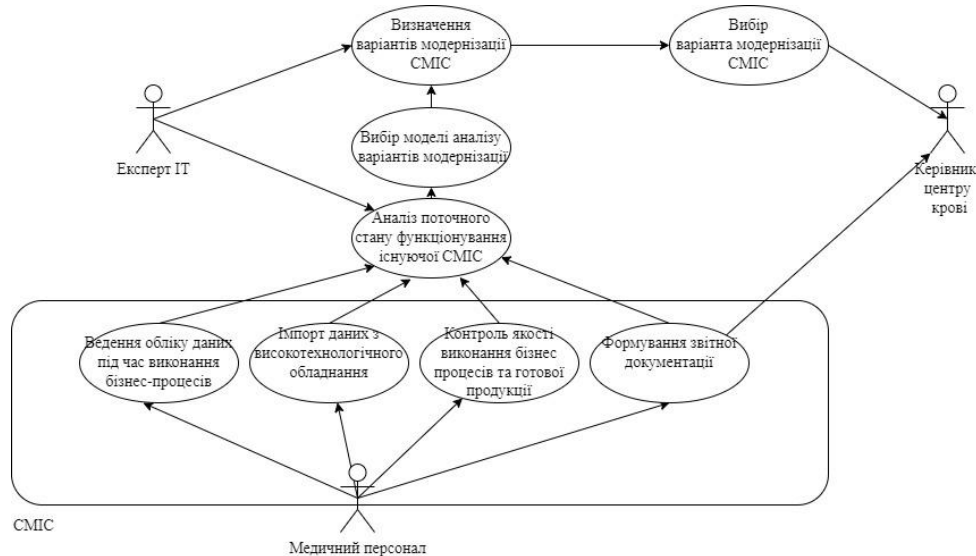 Визначення
варіантів модернізації
СМІС
Вибір
варіанта модернізації
СМІС
Вибір моделі аналізу
варіантів модернізації
Експерт ІТ
Керівник
центру
крові
Аналіз поточного
стану функціонування
існуючої СМІС
Ведення обліку даних
під час виконання
бізнес-процесів
Імпорт даних з
високотехнологічного
обладнання
Контроль якості
виконання бізнес
процесів та готової
продукції
Формування звітної
документації
СМІС
Медичний персонал